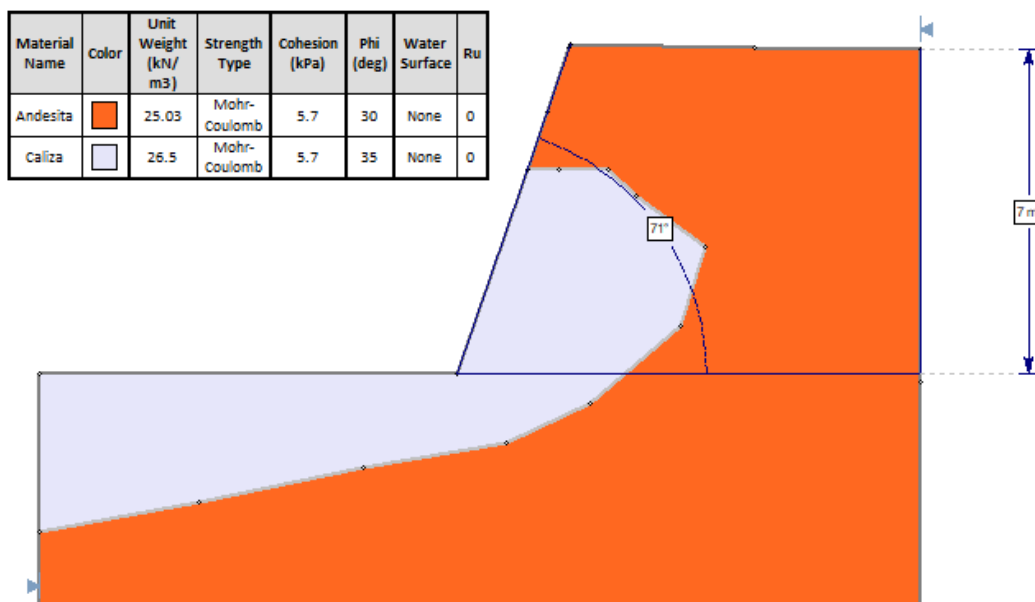 Material Name Color Unit Weight (kN/ m3) Strength Type Cohesion (kPa) Phi (deg) Water Surface Ru
Andesita 25.03 Mohr-Coulomb 5.7 30 None 0
Caliza 26.5 Mohr-Coulomb 5.7 35 None 0
71°
7 m